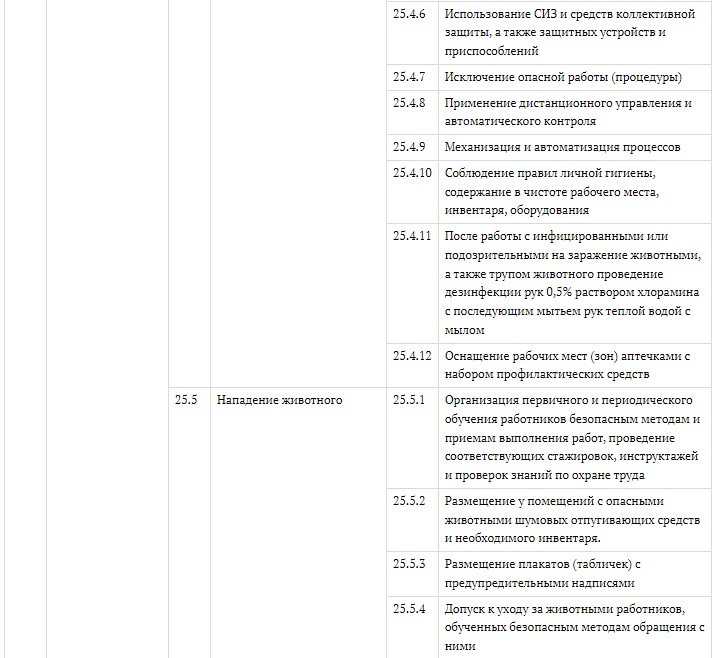 25.4.6 Использование СИЗ и средств коллективной
защиты, а также защитных устройств и
приспособлений
25.4.7 Исключение опасной работы (процедуры)
25.4.8 Применение дистанционного управления и
автоматического контроля
25.4.9 Механизация и автоматизация процессов
25.4.10 Соблюдение правил личной гигиены,
содержание в чистоте рабочего места,
инвентаря, оборудования
25.4.11 После работы с инфицированными или
подозрительными на заражение животными,
а также трупом животного проведение
дезинфекции рук 0,5% раствором хлорамина
с последующим мытьем рук теплой водой с
мылом
25.4.12 Оснащение рабочих мест (зон) аптечками с
набором профилактических средств
25.5 Нападение животного 25.5.1 Организация первичного и периодического
обучения работников безопасным методам и
приемам выполнения работ, проведение
соответствующих стажировок, инструктажей
и проверок знаний по охране труда
25.5.2 Размещение у помещений с опасными
животными шумовых отпугивающих средств
и необходимого инвентаря.
25.5.3 Размещение плакатов (табличек) с
предупредительными надписями
25.5.4 Допуск к уходу за животными работников,
обученных безопасным методам обращения с
ними